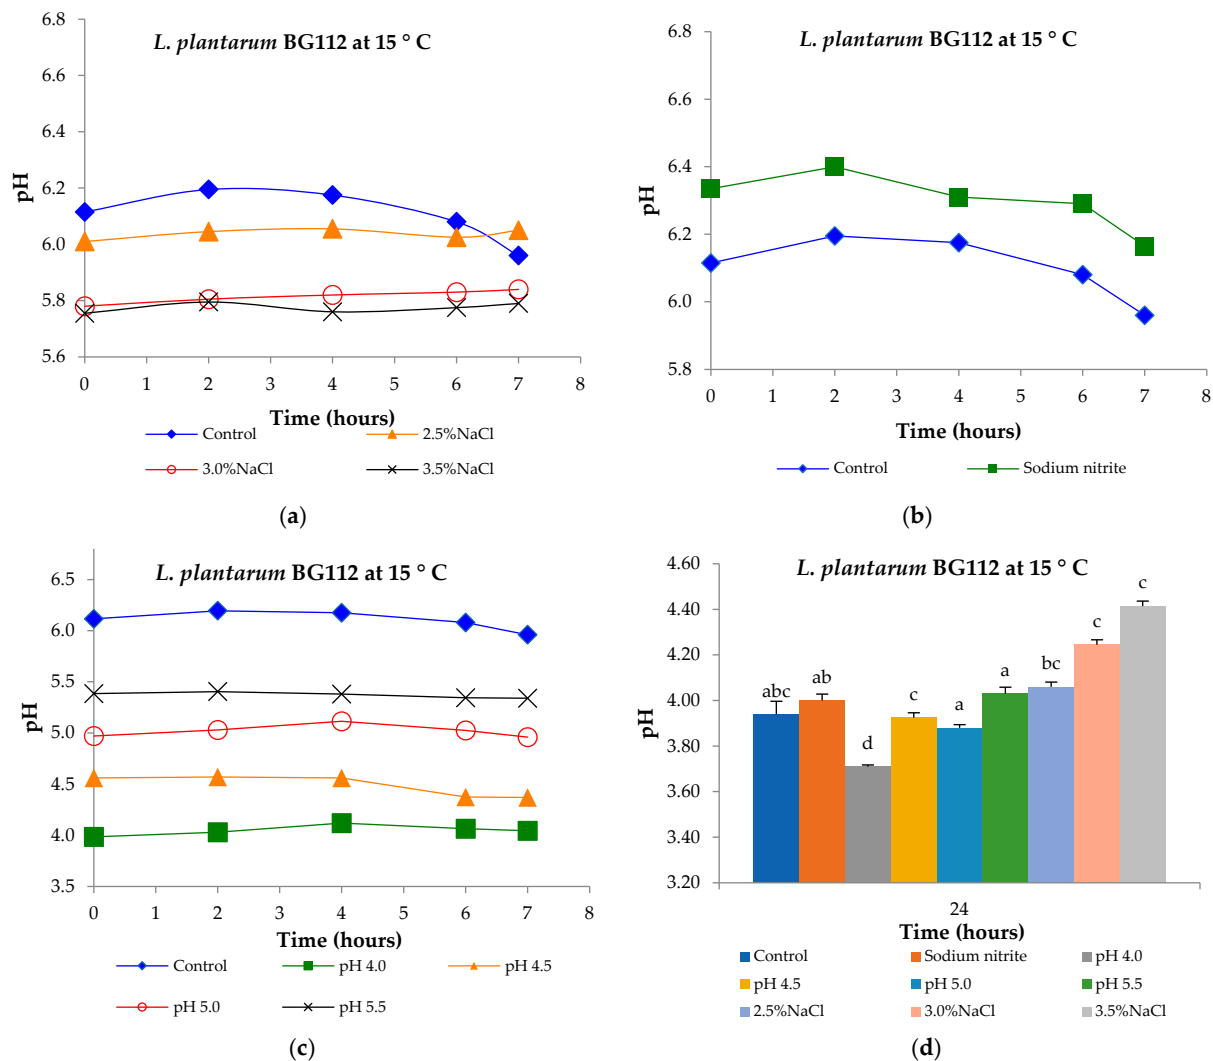 L. plantarum BG112 at 15 ° C
6.8
6.6
6.4
6.2
6.0
5.8
5.6
pH
0 1 2 3 4 5 6 7 8
Time (hours)
Control 2.5%NaCl
3.0%NaCl 3.5%NaCl
(a)
L. plantarum BG112 at 15 ° C
6.8
6.6
6.4
6.2
6.0
5.8
pH
0 1 2 3 4 5 6 7 8
Time (hours)
Control Sodium nitrite
(b)
L. plantarum BG112 at 15 ° C
6.5
6.0
5.5
5.0
4.5
4.0
3.5
pH
0 1 2 3 4 5 6 7 8
Time (hours)
Control pH 4.0 pH 4.5
pH 5.0 pH 5.5
(c)
L. plantarum BG112 at 15 ° C
4.60
4.40
4.20
4.00
3.80
3.60
3.40
3.20
pH
abc ab d c a a bc c c
24
Time (hours)
Control Sodium nitrite pH 4.0
pH 4.5 pH 5.0 pH 5.5
2.5%NaCl 3.0%NaCl 3.5%NaCl
(d)